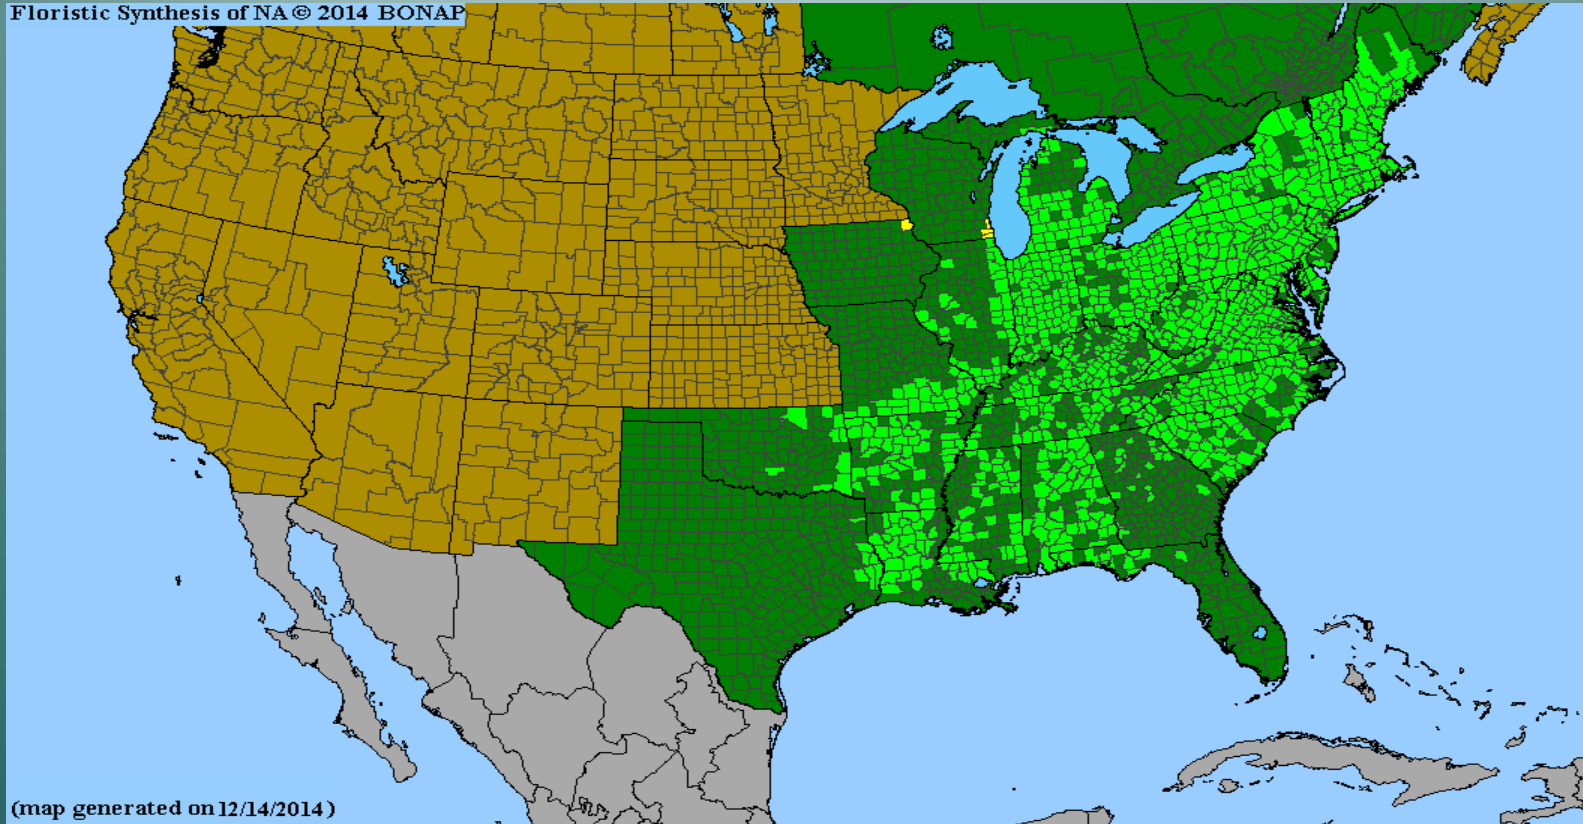 Floristic Synthesis of NA © 2014 BONAP
(map generated on 12/14/2014)